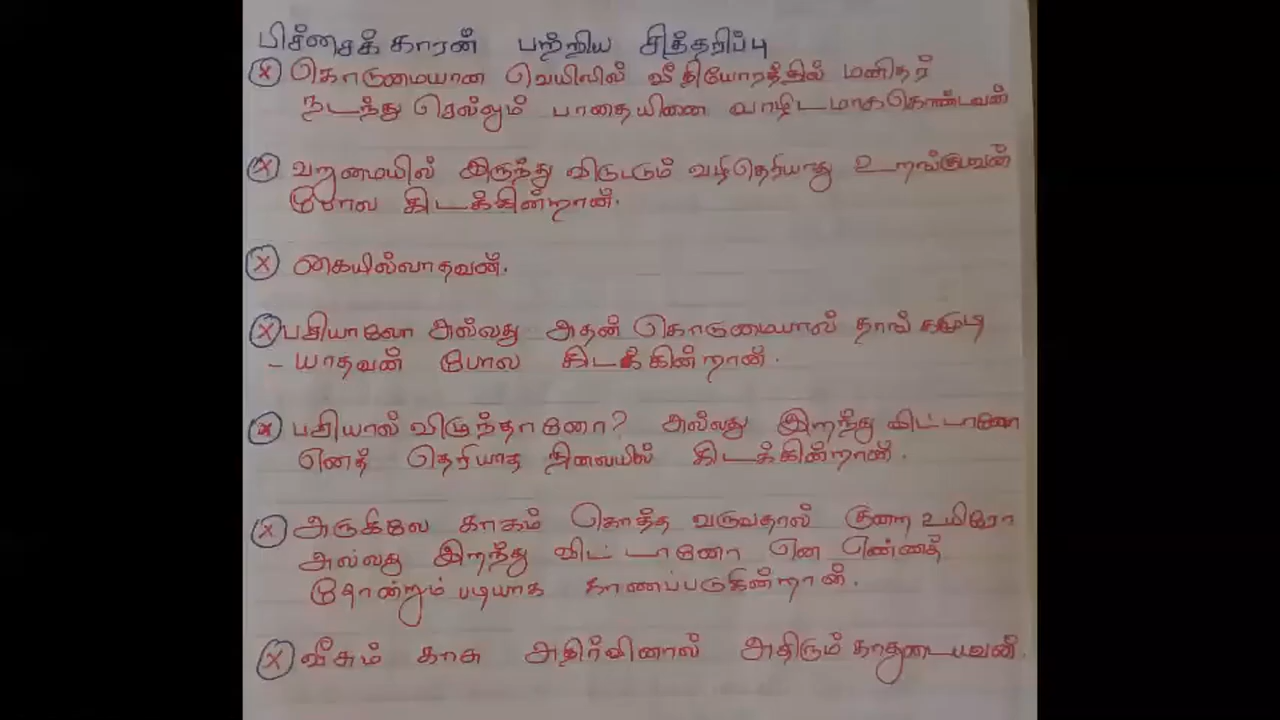 பிச்சைக் காரன் பற்றிய சித்தரிப்பு
கொடுமையான வெயிலில் வீதியோரத்தில் மனிதர்
நடந்து செல்லும் பாதையினை வாழிடமாககொண்டவன்
வறுமையில் இருந்து விடுபடும் வழிதெரியாது உறங்குபவன்
போல கிடக்கின்றான்.
கையில்லாதவன்.
பசியாலோ அல்லது அதன் கொடுமையால் தாங்
- யாதவன் போல கிடக்கின்றான்.
பசியால் விழுந்தானோ? அல்லது இறந்து விட்டானோ
எனத் தெரியாத நிலையில் கிடக்கின்றான்.
அருகிலே காகம் கொத்த வருவதால் குறை உயிரோ
அல்லது இறந்து விட்டானோ என எண்ணத்
தோன்றும் படியாக காணப்படுகின்றான்.
வீசும் காசு அதிர்வினால் அதிரும் காதுடையவன்.